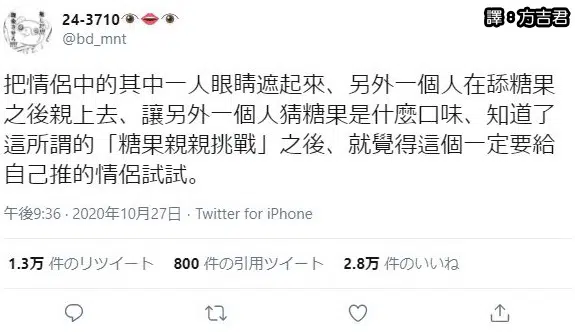 譯：方吉君
24-3710👁️👄👁️
@bd_mnt
把情侶中的其中一人眼睛遮起來、另外一個人在舔糖果
之後親上去、讓另外一個人猜糖果是什麼口味、知道了
這所謂的「糖果親親挑戰」之後、就覺得這個一定要給
自己推的情侶試試。
午後9:36 · 2020年10月27日 · Twitter for iPhone
1.3万 件のリツイート 800 件の引用ツイート 2.8万 件のいいね